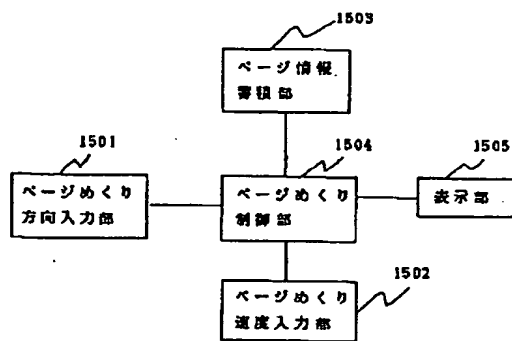 1503
ページ情報
蓄積部
1501
1504
1505
ページめくり
方向入力部
ページめくり
制御部
表示部
ページめくり
速度入力部
1502